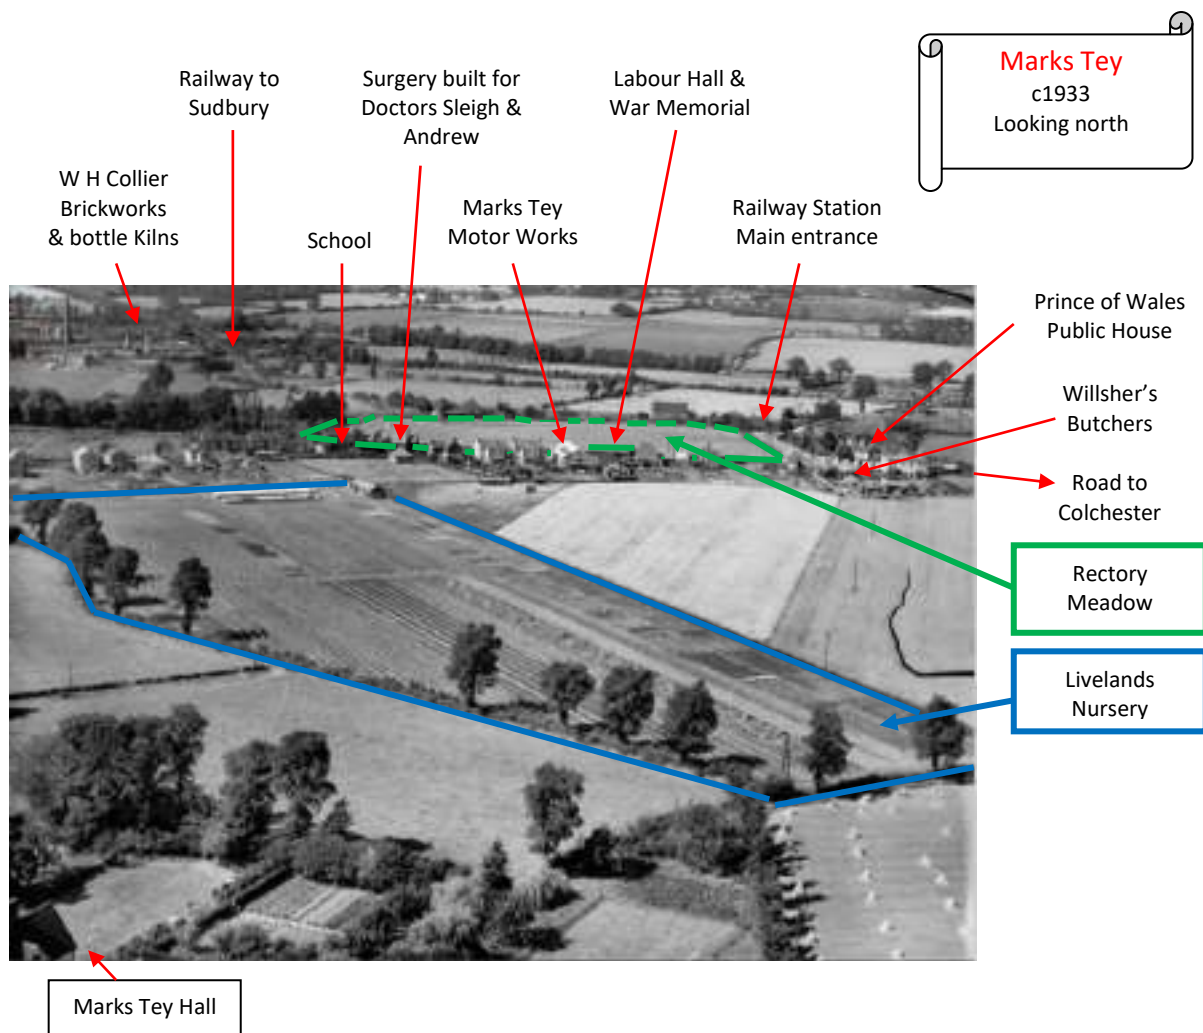 Marks Tey
c1933
Looking north
Railway to
Sudbury
Surgery built for
Doctors Sleigh &
Andrew
Labour Hall &
War Memorial
W H Collier
Brickworks
& bottle Kilns
School
Marks Tey
Motor Works
Railway Station
Main entrance
Prince of Wales
Public House
Willsher’s
Butchers
Road to
Colchester
Rectory
Meadow
Livelands
Nursery
Marks Tey Hall